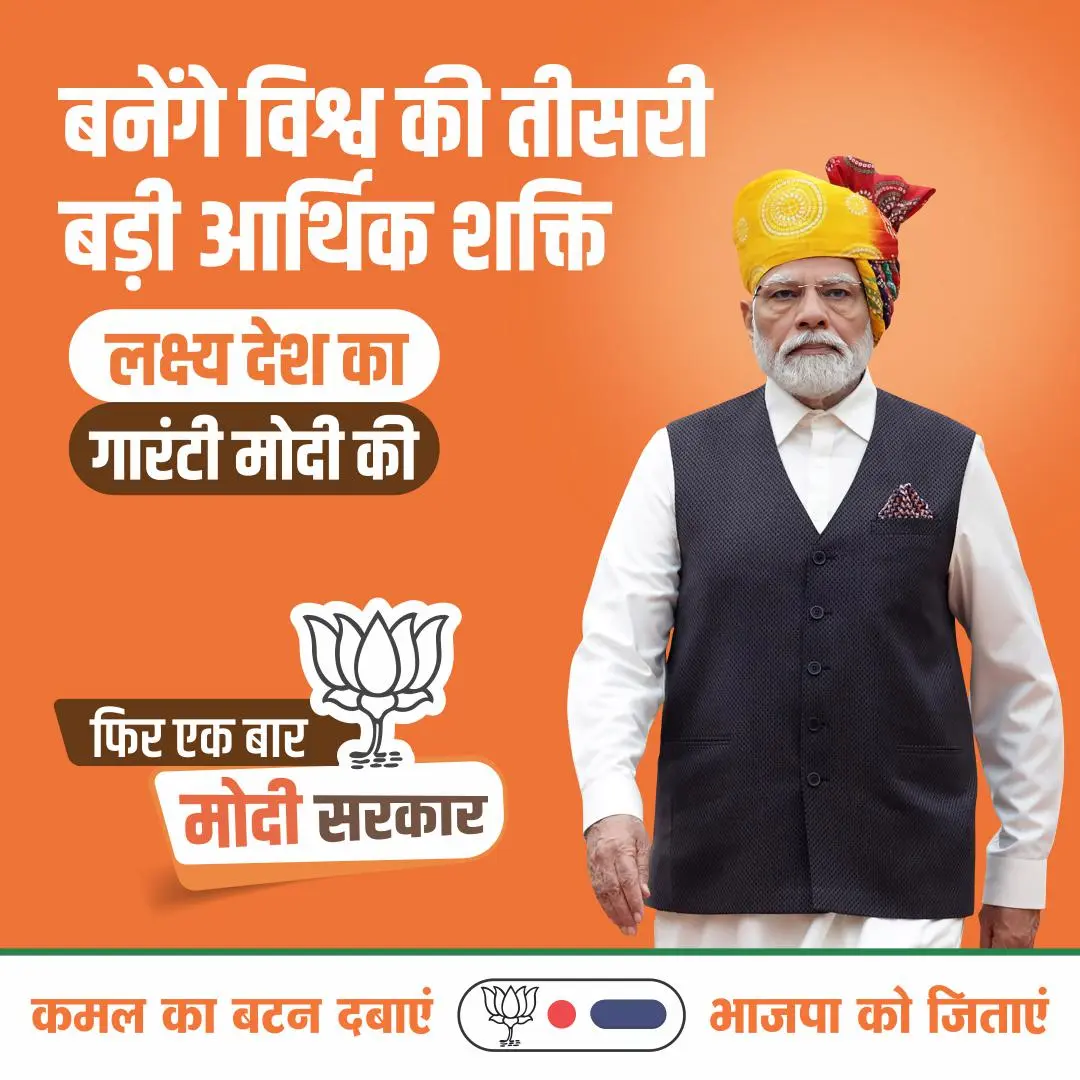 बनेंगे विश्व की तीसरी
बड़ी आर्थिक शक्ति
लक्ष्य देश का
गारंटी मोदी की
फिर एक बार
मोदी सरकार
कमल का बटन दबाएं भाजपा को जिताएं